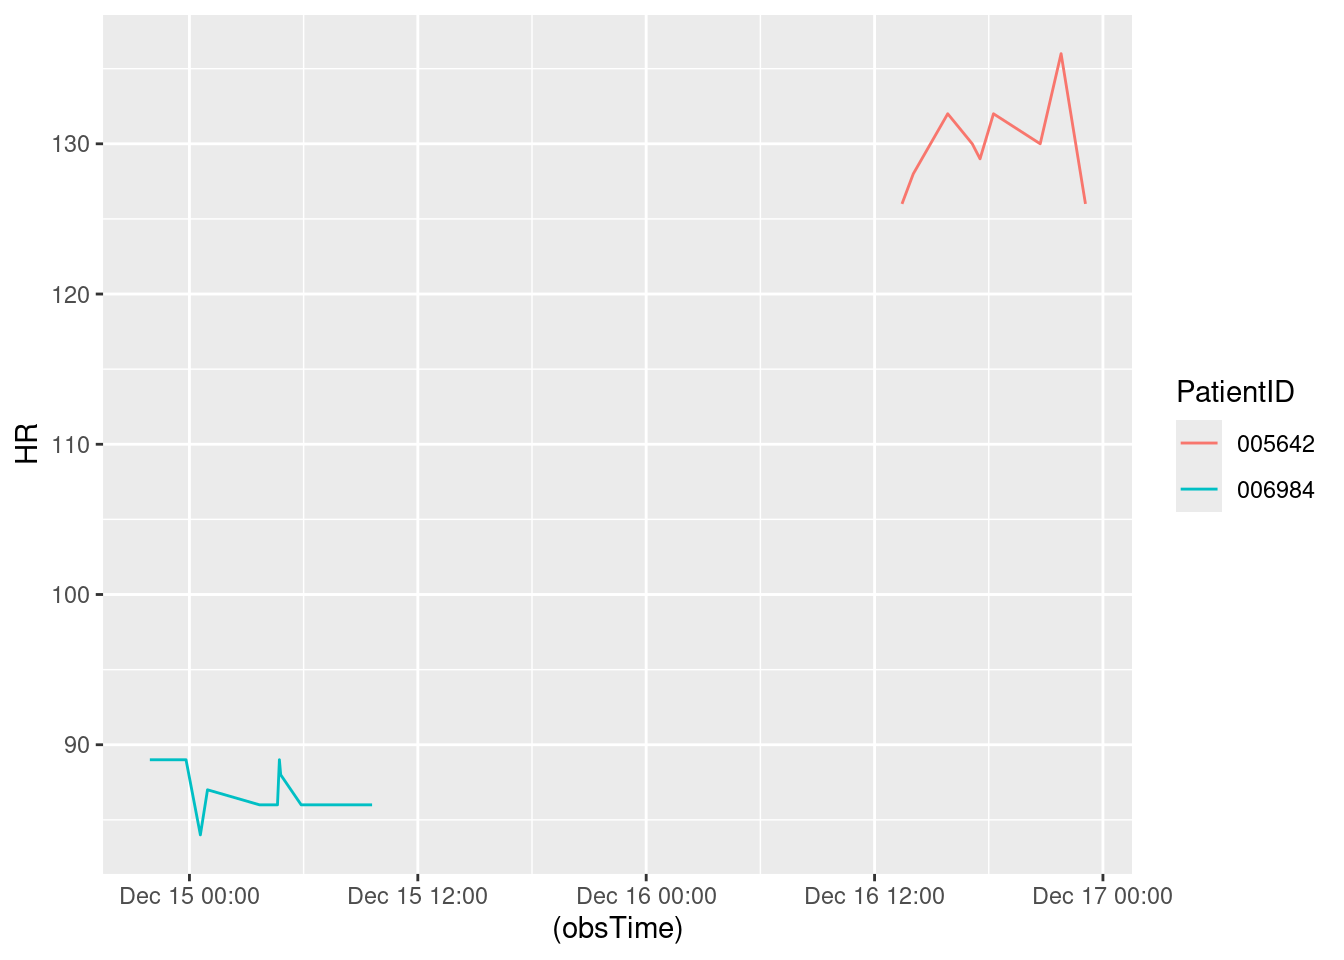 130
120
110
100
90
HR
Dec 15 00:00
Dec 15 12:00
Dec 16 00:00
Dec 16 12:00
Dec 17 00:00
(obsTime)
PatientID
005642
006984